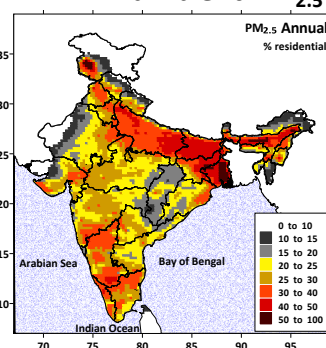 2.5
PM2.5 Annual
% residential
35
30
25
20
15
10
Arabian Sea
Bay of Bengal
Indian Ocean
0 to 10
10 to 15
15 to 20
20 to 25
25 to 30
30 to 40
40 to 50
50 to 100
70 75 80 85 90 95